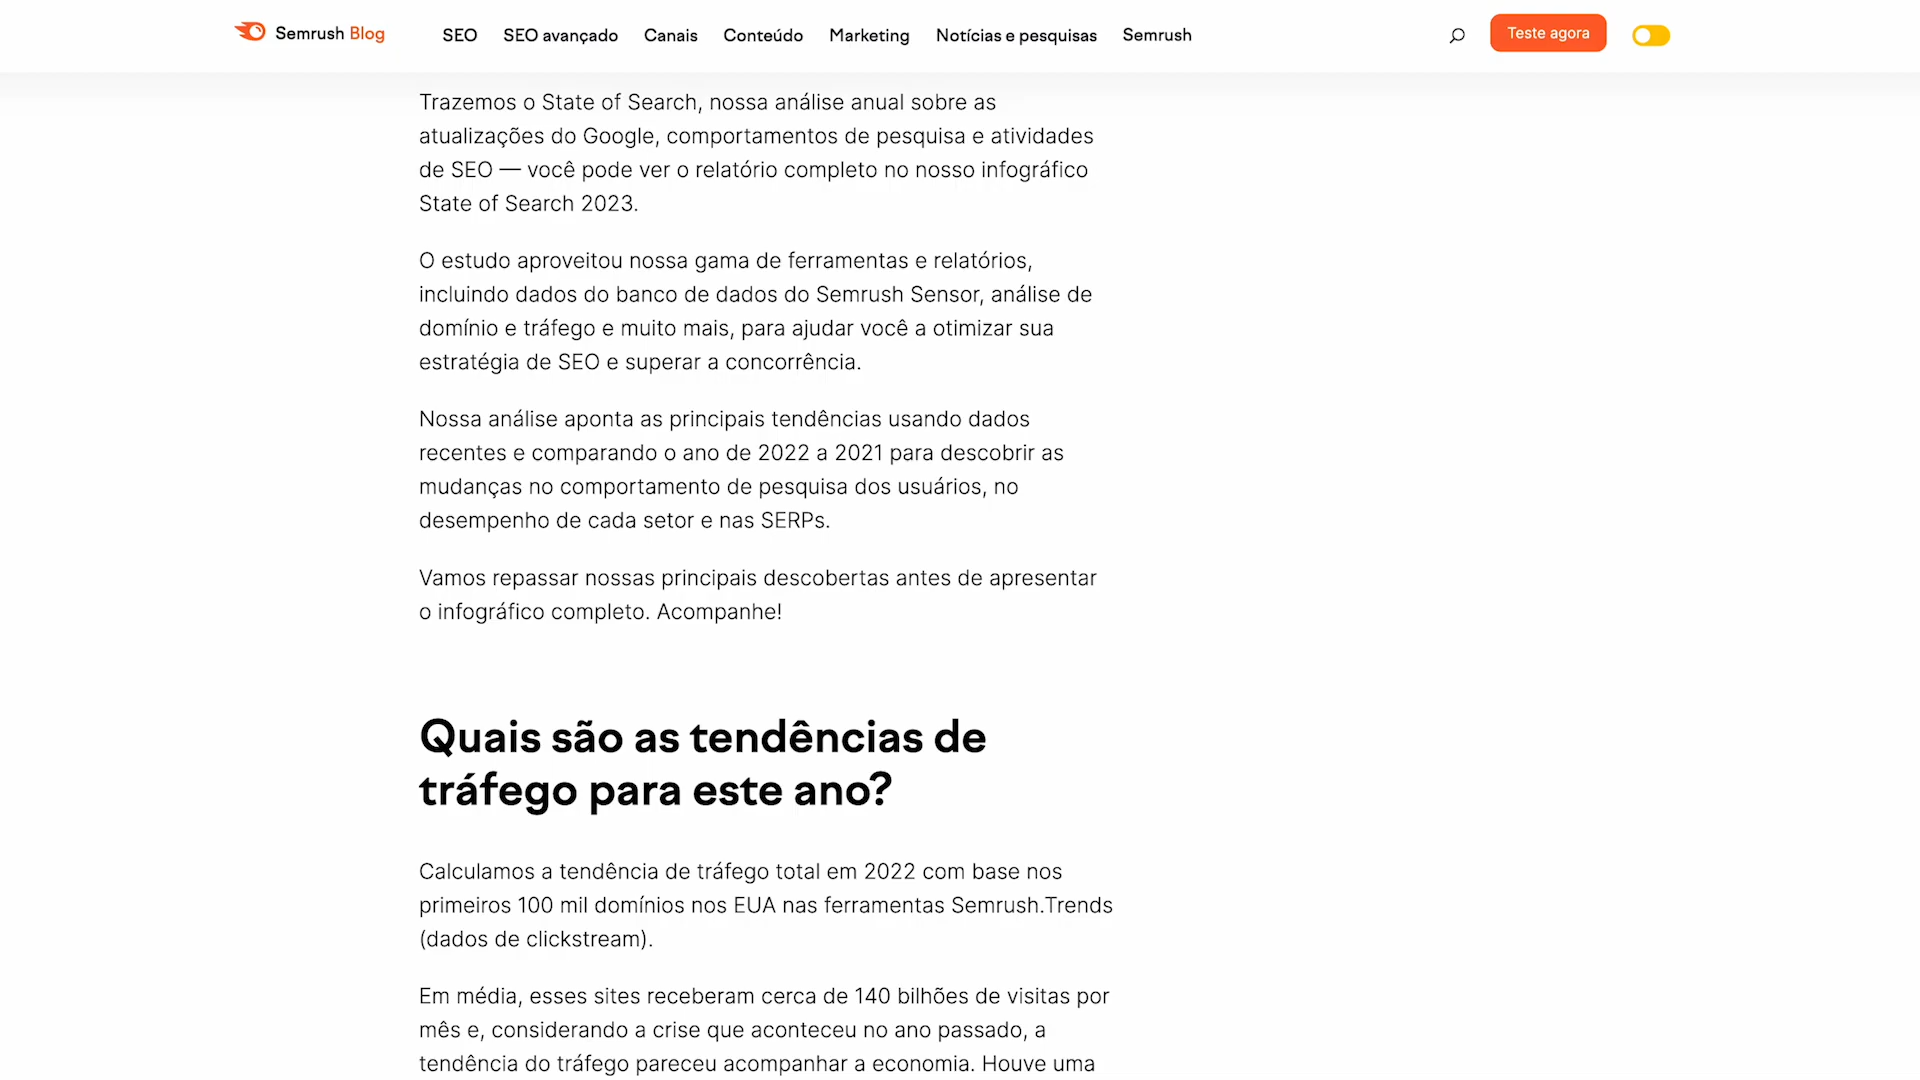 Semrush Blog
SEO
SEO avançado
Canais
Conteúdo
Marketing
Notícias e pesquisas
Semrush
Teste agora
Trazemos o State of Search, nossa análise anual sobre as
atualizações do Google, comportamentos de pesquisa e atividades
de SEO — você pode ver o relatório completo no nosso infográfico
State of Search 2023.
O estudo aproveitou nossa gama de ferramentas e relatórios,
incluindo dados do banco de dados do Semrush Sensor, análise de
domínio e tráfego e muito mais, para ajudar você a otimizar sua
estratégia de SEO e superar a concorrência.
Nossa análise aponta as principais tendências usando dados
recentes e comparando o ano de 2022 a 2021 para descobrir as
mudanças no comportamento de pesquisa dos usuários, no
desempenho de cada setor e nas SERPs.
Vamos repassar nossas principais descobertas antes de apresentar
o infográfico completo. Acompanhe!
Quais são as tendências de
tráfego para este ano?
Calculamos a tendência de tráfego total em 2022 com base nos
primeiros 100 mil domínios nos EUA nas ferramentas Semrush.Trends
(dados de clickstream).
Em média, esses sites receberam cerca de 140 bilhões de visitas por
mês e, considerando a crise que aconteceu no ano passado, a
tendência do tráfego pareceu acompanhar a economia. Houve uma